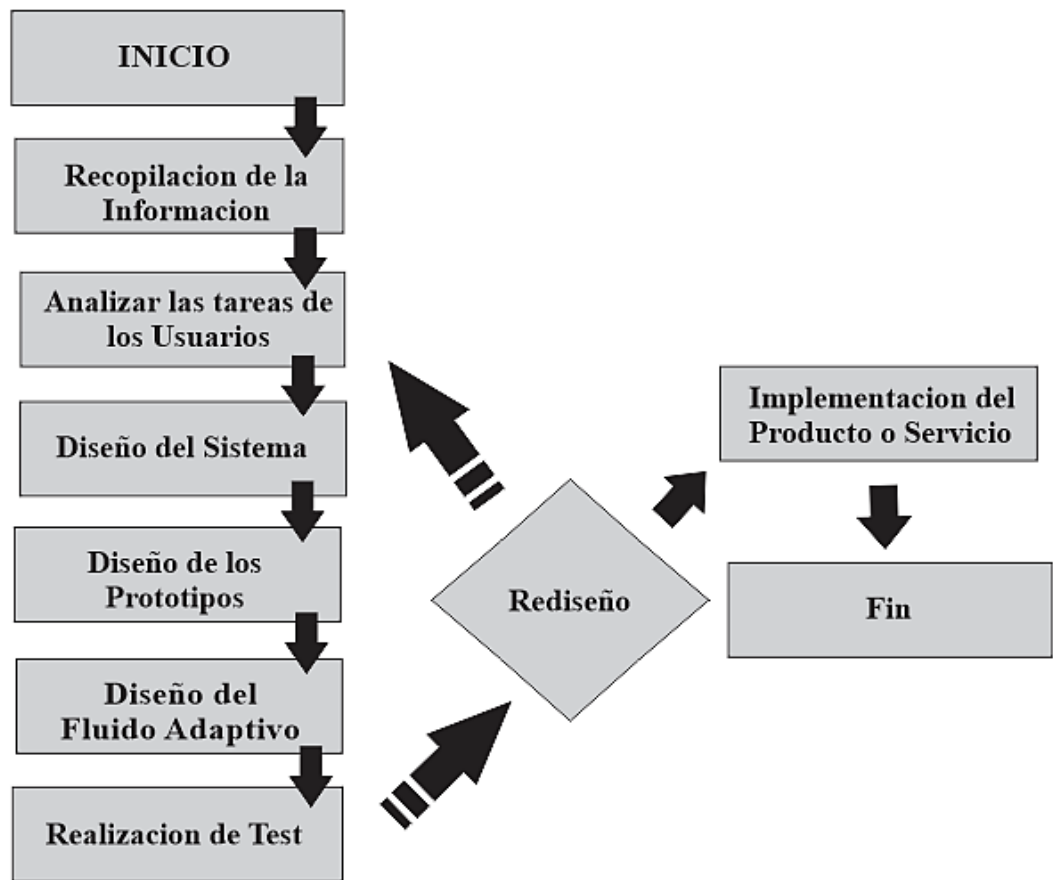 INICIO
Recopilacion de la
Informacion
Analizar las tareas de
los Usuarios
Diseño del Sistema
Diseño de los
Prototipos
Diseño del
Fluido Adaptivo
Realizacion de Test
Rediseño
Implementacion del
Producto o Servicio
Fin